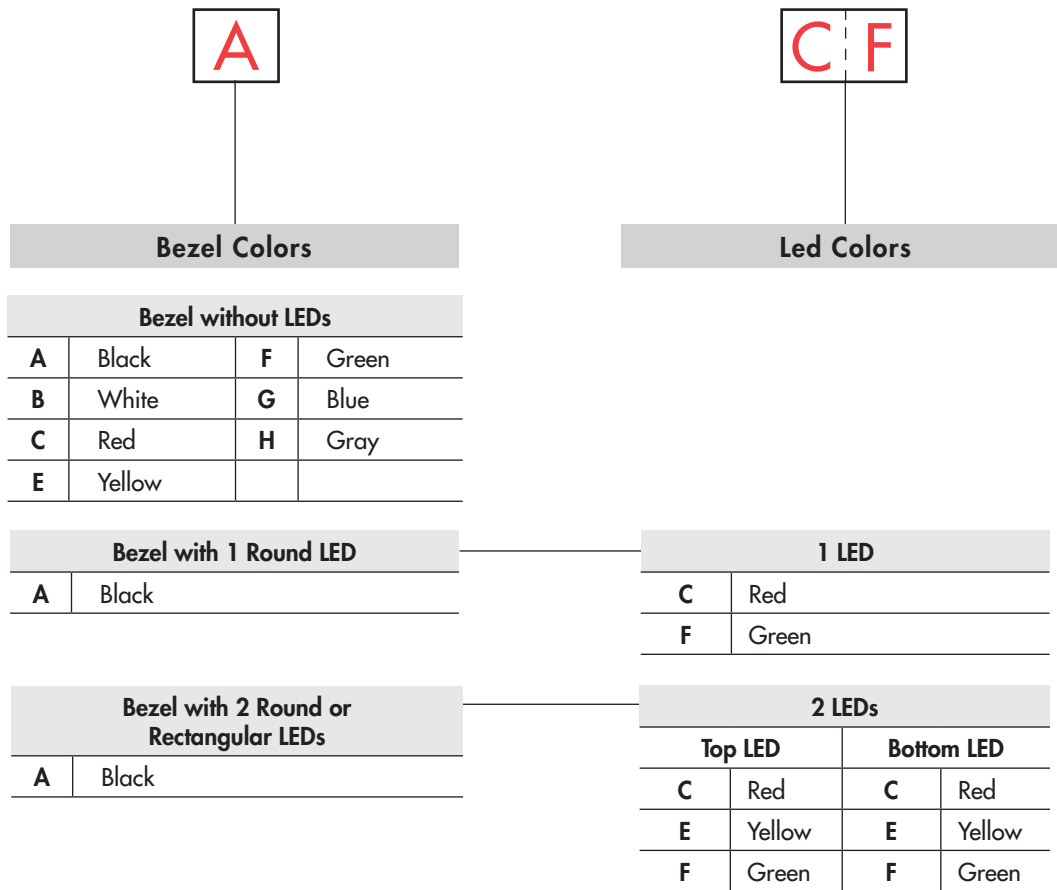 A
C F
Bezel Colors
Led Colors
Bezel without LEDs
A Black F Green
B White G Blue
C Red H Gray
E Yellow
Bezel with 1 Round LED
A Black
1 LED
C Red
F Green
Bezel with 2 Round or
Rectangular LEDs
A Black
2 LEDs
Top LED Bottom LED
C Red C Red
E Yellow E Yellow
F Green F Green